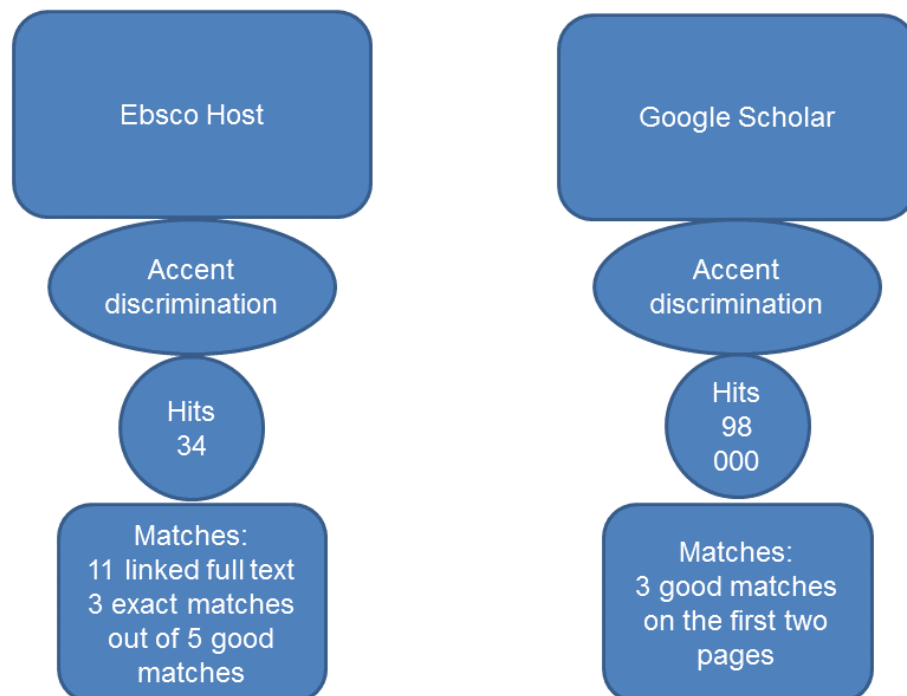 Ebsco Host
Accent
discrimination
Hits
34
Matches:
11 linked full text
3 exact matches
out of 5 good
matches
Google Scholar
Accent
discrimination
Hits
98
000
Matches:
3 good matches
on the first two
pages